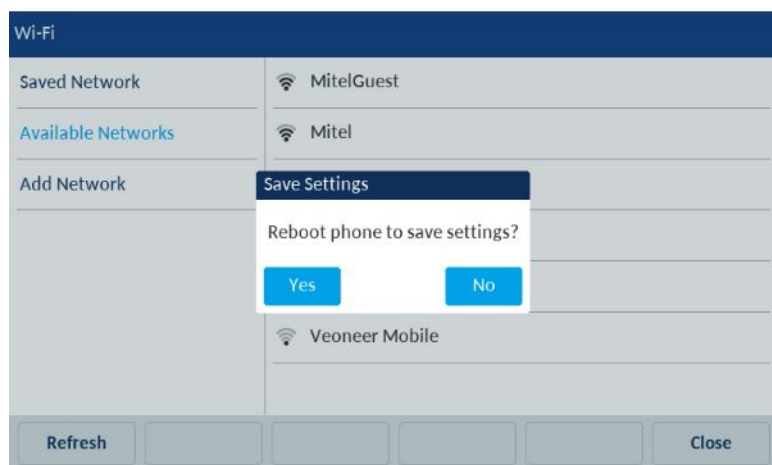 Wi-Fi
Saved Network
MitelGuest
Available Networks
Mitel
Add Network
Save Settings
Reboot phone to save settings?
Yes
No
Veoneer Mobile
Refresh
Close